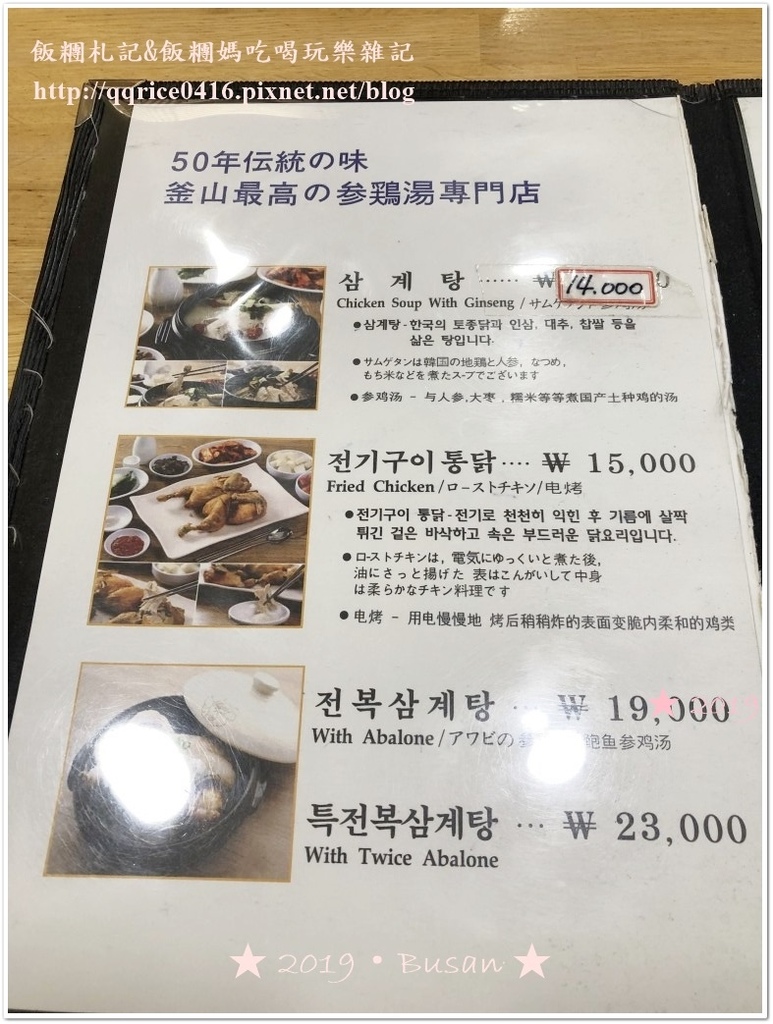 飯糰札記&飯糰媽吃喝玩樂雜記
http://qqrice0416.pixnet.net/blog
50年伝統の味
釜山最高の参鶏湯専門店
삼계탕 ······ ₩ 14.000
Chicken Soup With Ginseng / サムゲ
●삼계탕-한국의 토종닭과 인삼, 대추, 찹쌀 등을
삶은 탕입니다.
●サムゲタンは韓国の地鶏と人参, なつめ,
もち米などを煮たスープでございます
●参鸡汤 - 与人参,大枣 , 糯米等等煮国产土种鸡的汤
전기구이통닭···· ₩ 15,000
Fried Chicken/ローストチキソ/电烤
●전기구이 통닭-전기로 천천히 익힌 후 기름에 살짝
튀긴 겉은 바삭하고 속은 부드러운 닭요리입니다.
●ローストチキンは, 電気にゆっくいと煮た後,
油にさっと揚げた 表はこんがいして中身
は柔らかなチキン料理です
●电烤 - 用电慢慢地 烤后稍稍炸的表面变脆内柔和的鸡类
전복삼계탕 ··· ₩ 19,000
With Abalone/アワビの 鲍鱼参鸡汤
특전복삼계탕 ··· ₩ 23,000
With Twice Abalone
★ 2019 • Busan ★